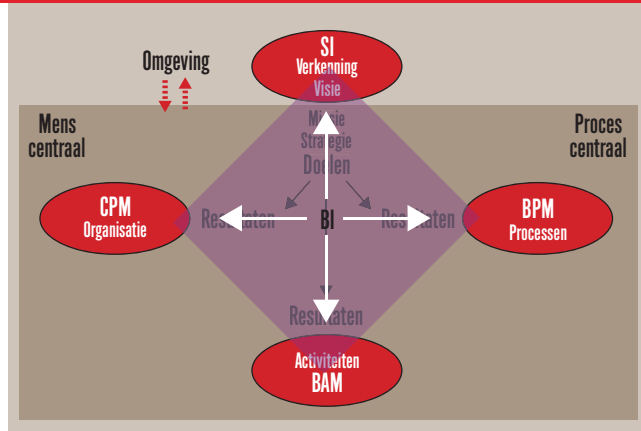 SI
Verkenning
Visie
Omgeving
Mens
centraal
Proces
centraal
Missie
Strategie
Doelen
CPM
Organisatie
Resultaten
BI
Resultaten
BPM
Processen
Resultaten
Activiteiten
BAM